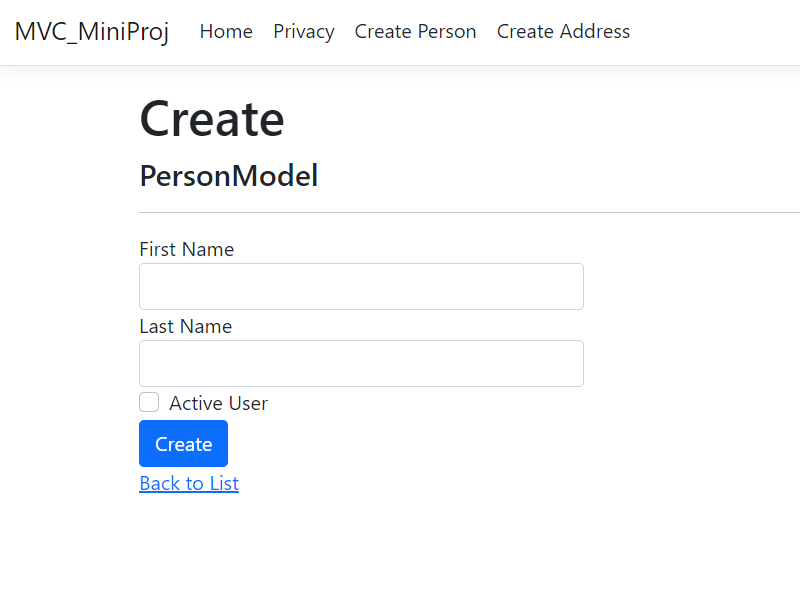 MVC_MiniProj Home Privacy Create Person Create Address
Create
PersonModel
First Name
Last Name
Active User
Create
Back to List